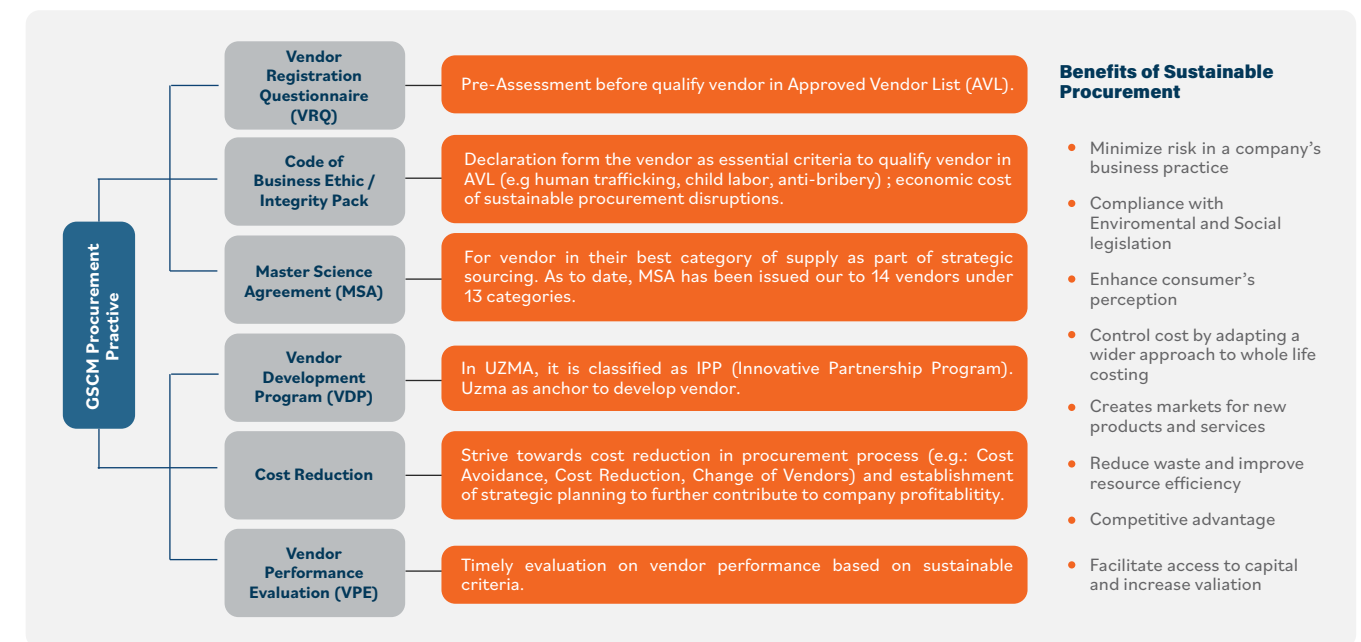 GSCM Procurement
Practive
Vendor
Registration
Questionnaire
(VRQ)
Pre-Assessment before qualify vendor in Approved Vendor List (AVL).
Code of
Business Ethic /
Integrity Pack
Declaration form the vendor as essential criteria to qualify vendor in
AVL (e.g human trafficking, child labor, anti-bribery) ; economic cost
of sustainable procurement disruptions.
Master Science
Agreement (MSA)
For vendor in their best category of supply as part of strategic
sourcing. As to date, MSA has been issued our to 14 vendors under
13 categories.
Vendor
Development
Program (VDP)
In UZMA, it is classified as IPP (Innovative Partnership Program).
Uzma as anchor to develop vendor.
Cost Reduction
Strive towards cost reduction in procurement process (e.g.: Cost
Avoidance, Cost Reduction, Change of Vendors) and establishment
of strategic planning to further contribute to company profitablitity.
Vendor
Performance
Evaluation (VPE)
Timely evaluation on vendor performance based on sustainable
criteria.
Benefits of Sustainable
Procurement
• Minimize risk in a company's
business practice
• Compliance with
Enviromental and Social
legislation
• Enhance consumer's
perception
• Control cost by adapting a
wider approach to whole life
costing
• Creates markets for new
products and services
• Reduce waste and improve
resource efficiency
• Competitive advantage
• Facilitate access to capital
and increase valiation